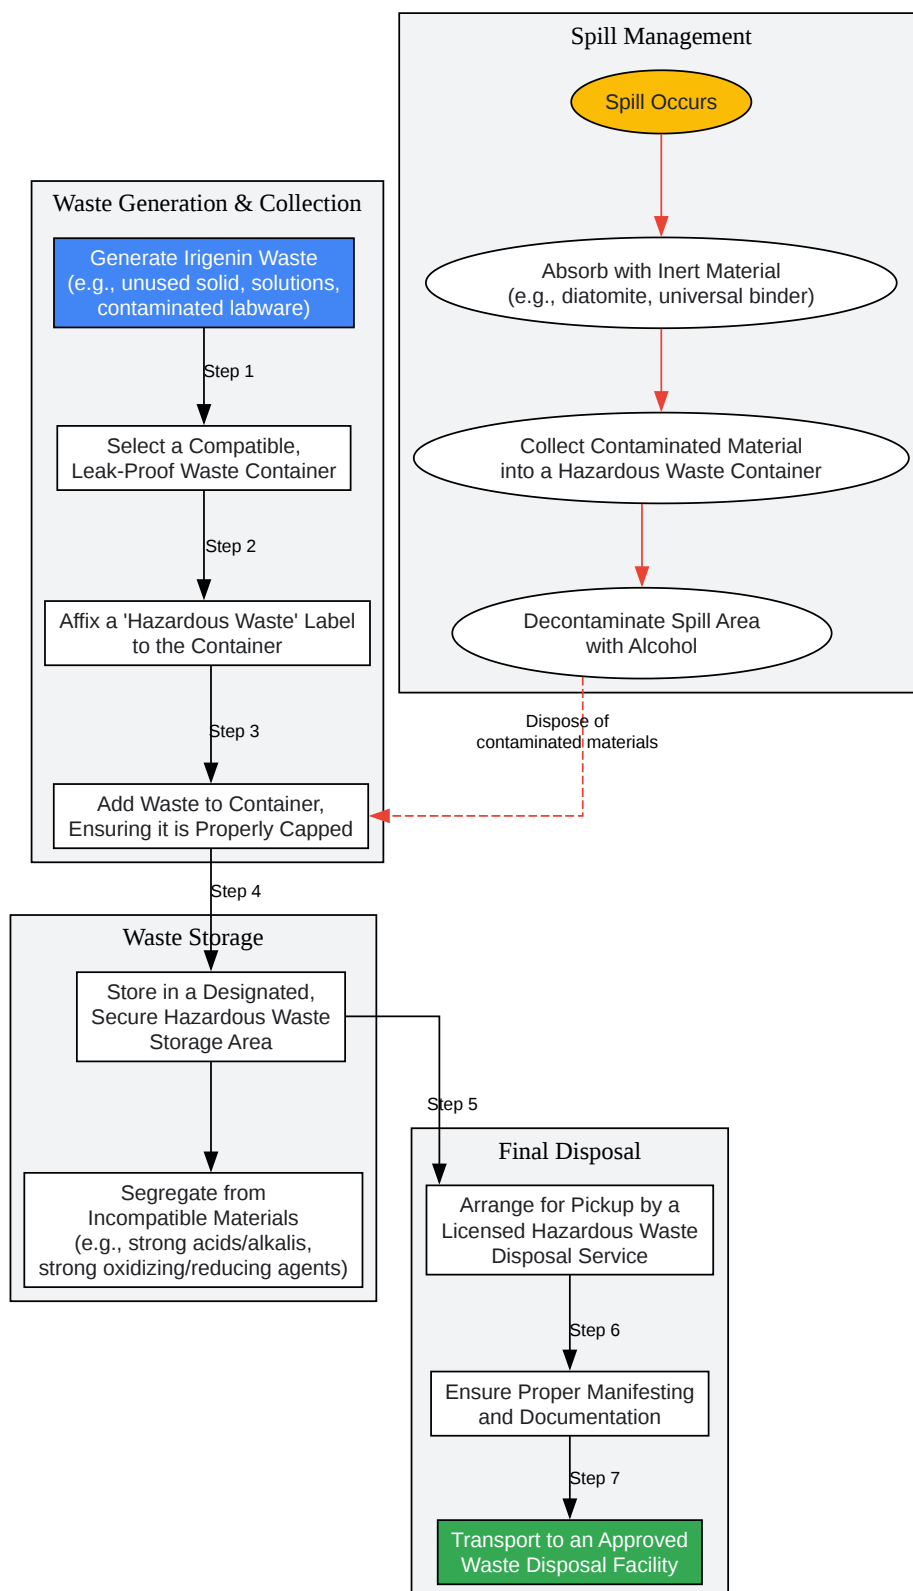 Spill Management
Spill Occurs
Absorb with Inert Material
(e.g., diatomite, universal binder)
Collect Contaminated Material
into a Hazardous Waste Container
Decontaminate Spill Area
with Alcohol
Dispose of
contaminated materials
Waste Generation & Collection
Generate Irigenin Waste
(e.g., unused solid, solutions,
contaminated labware)
Step 1
Select a Compatible,
Leak-Proof Waste Container
Step 2
Affix a 'Hazardous Waste' Label
to the Container
Step 3
Add Waste to Container,
Ensuring it is Properly Capped
Step 4
Waste Storage
Store in a Designated,
Secure Hazardous Waste
Storage Area
Segregate from
Incompatible Materials
(e.g., strong acids/alkalis,
strong oxidizing/reducing agents)
Step 5
Final Disposal
Arrange for Pickup by a
Licensed Hazardous Waste
Disposal Service
Step 6
Ensure Proper Manifesting
and Documentation
Step 7
Transport to an Approved
Waste Disposal Facility